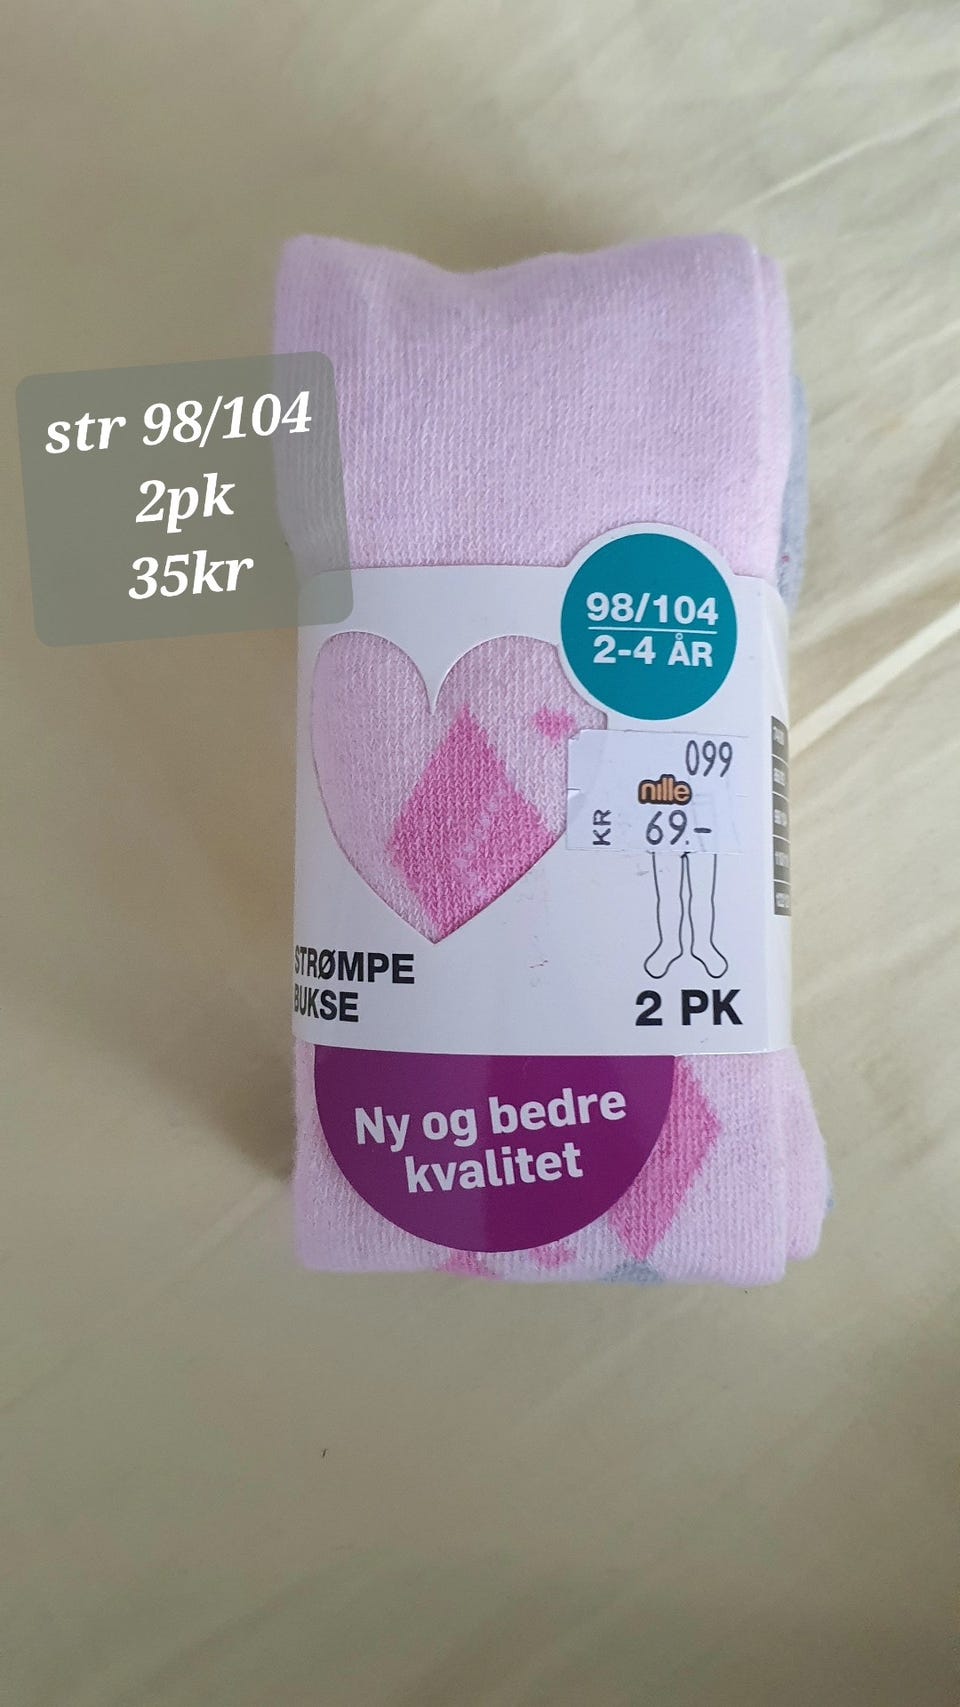 str 98/104
2pk
35kr
98/104
2-4 ÅR
099
nille
KR 69.-
STRØMPE
BUKSE
2 PK
Ny og bedre
kvalitet